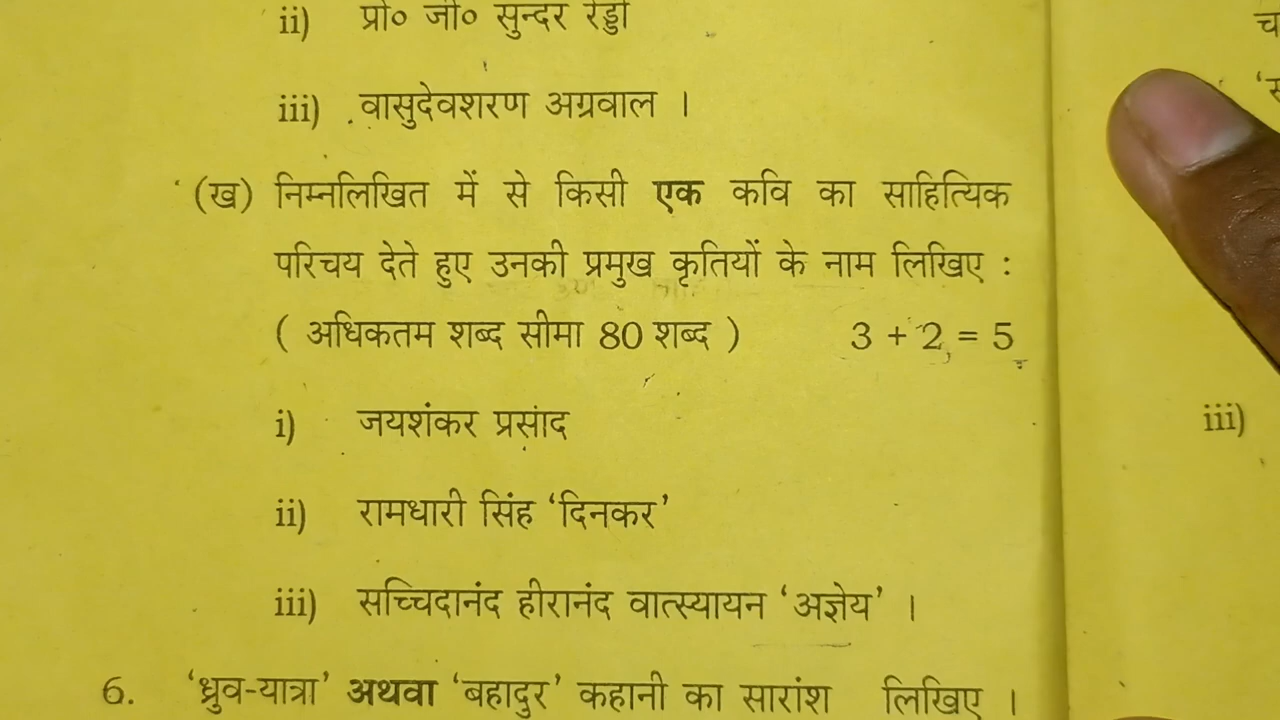 ii) प्रो० जी० सुन्दर रेड्डी
iii) वासुदेवशरण अग्रवाल ।
(ख) निम्नलिखित में से किसी एक कवि का साहित्यिक
परिचय देते हुए उनकी प्रमुख कृतियों के नाम लिखिए :
( अधिकतम शब्द सीमा 80 शब्द ) 3 + 2 = 5
i) जयशंकर प्रसाद
ii) रामधारी सिंह ‘दिनकर’
iii) सच्चिदानंद हीरानंद वात्स्यायन ‘अज्ञेय’ ।
6. ‘ध्रुव-यात्रा’ अथवा ‘बहादुर’ कहानी का सारांश लिखिए ।
iii)